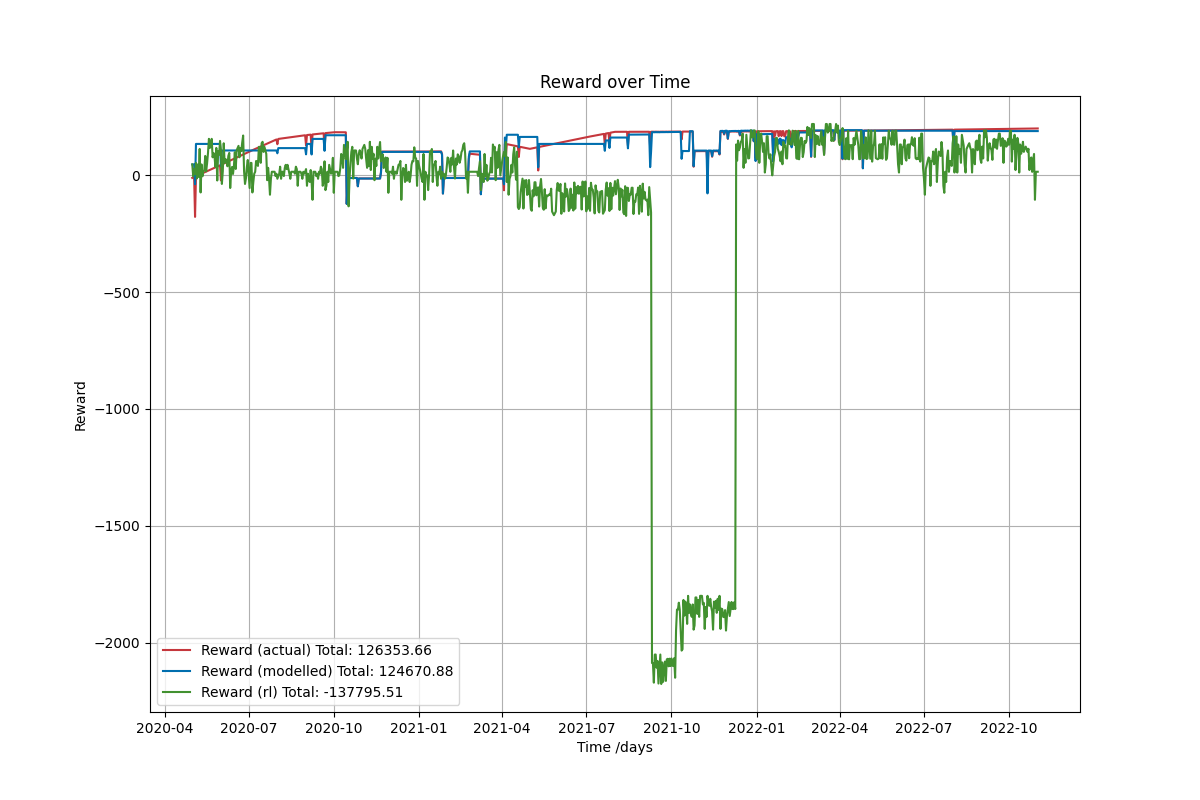 Reward over Time
Reward
0
−500
−1000
−1500
−2000
Reward (actual) Total: 126353.66
Reward (modelled) Total: 124670.88
Reward (rl) Total: -137795.51
2020-04 2020-07 2020-10 2021-01 2021-04 2021-07 2021-10 2022-01 2022-04 2022-07 2022-10
Time /days